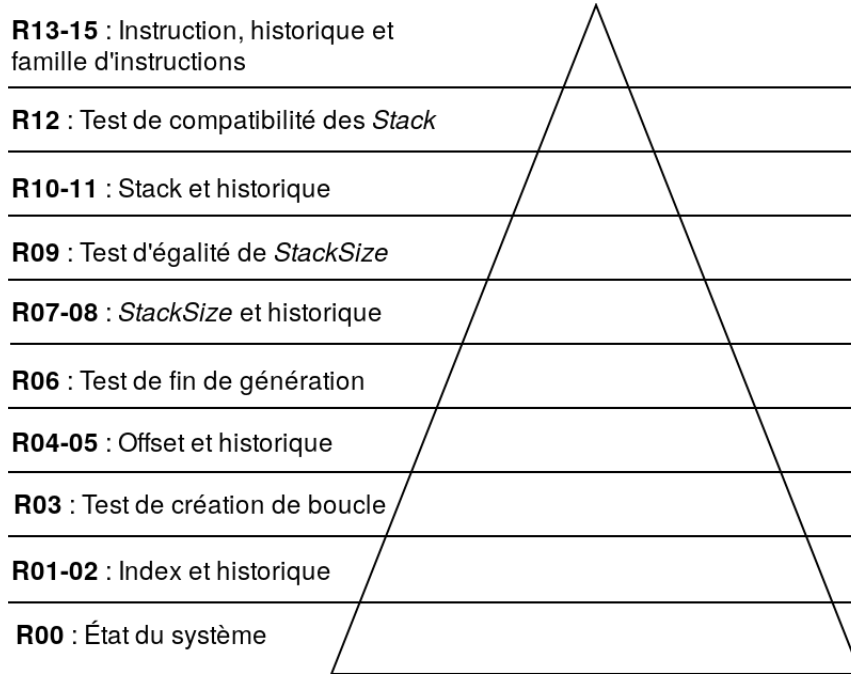 R13-15 : Instruction, historique et
famille d'instructions
R12 : Test de compatibilité des Stack
R10-11 : Stack et historique
R09 : Test d'égalité de StackSize
R07-08 : StackSize et historique
R06 : Test de fin de génération
R04-05 : Offset et historique
R03 : Test de création de boucle
R01-02 : Index et historique
R00 : État du système